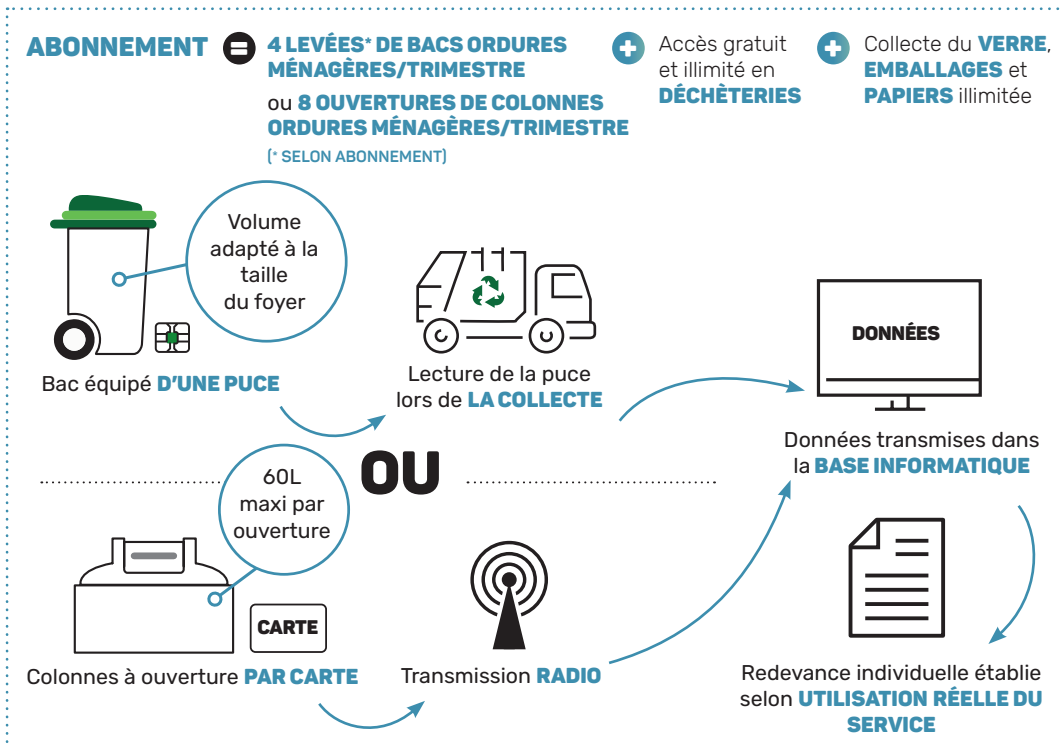 ABONNEMENT = 4 LEVÉES* DE BACS ORDURES
MÉNAGÈRES/TRIMESTRE
ou 8 OUVERTURES DE COLONNES
ORDURES MÉNAGÈRES/TRIMESTRE
(* SELON ABONNEMENT)
+ Accès gratuit
et illimité en
DÉCHÈTERIES
+ Collecte du VERRE,
EMBALLAGES et
PAPIERS illimitée
Volume
adapté à la
taille
du foyer
Bac équipé D'UNE PUCE
Lecture de la puce
lors de LA COLLECTE
DONNÉES
Données transmises dans
la BASE INFORMATIQUE
OU
60L
maxi par
ouverture
CARTE
Colonnes à ouverture PAR CARTE
Transmission RADIO
Redevance individuelle établie
selon UTILISATION RÉELLE DU
SERVICE